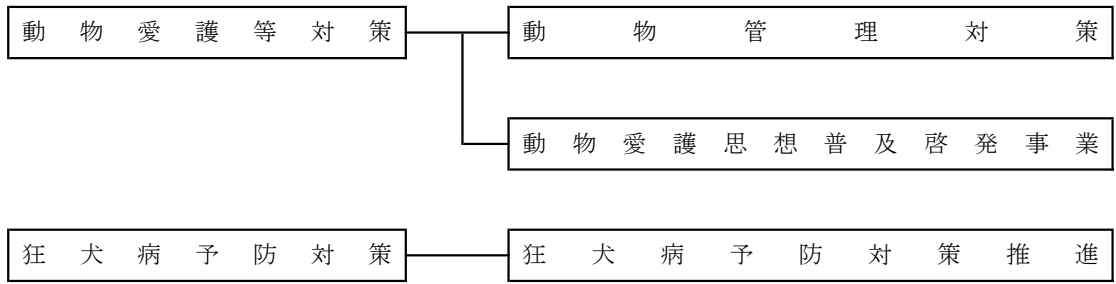 動物愛護等対策
動物管理対策
動物愛護思想普及啓発事業
狂犬病予防対策
狂犬病予防対策推進